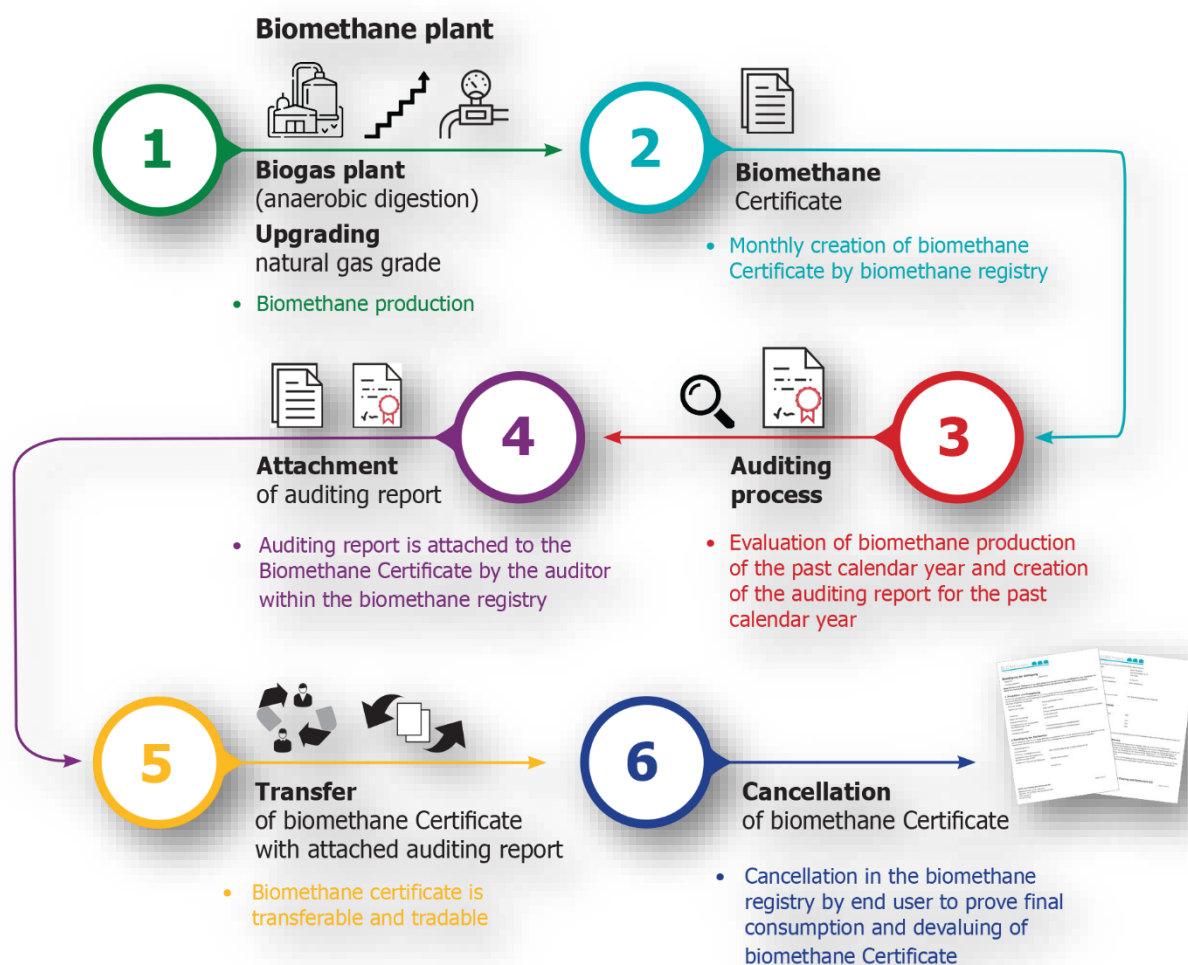 Biomethane plant
1
Biogas plant
(anaerobic digestion)
Upgrading
natural gas grade
• Biomethane production
2
Biomethane
Certificate
• Monthly creation of biomethane
Certificate by biomethane registry
3
Auditing
process
• Evaluation of biomethane production
of the past calendar year and creation
of the auditing report for the past
calendar year
4
Attachment
of auditing report
• Auditing report is attached to the
Biomethane Certificate by the auditor
within the biomethane registry
5
Transfer
of biomethane Certificate
with attached auditing report
• Biomethane certificate is
transferable and tradable
6
Cancellation
of biomethane Certificate
• Cancellation in the biomethane
registry by end user to prove final
consumption and devaluing of
biomethane Certificate